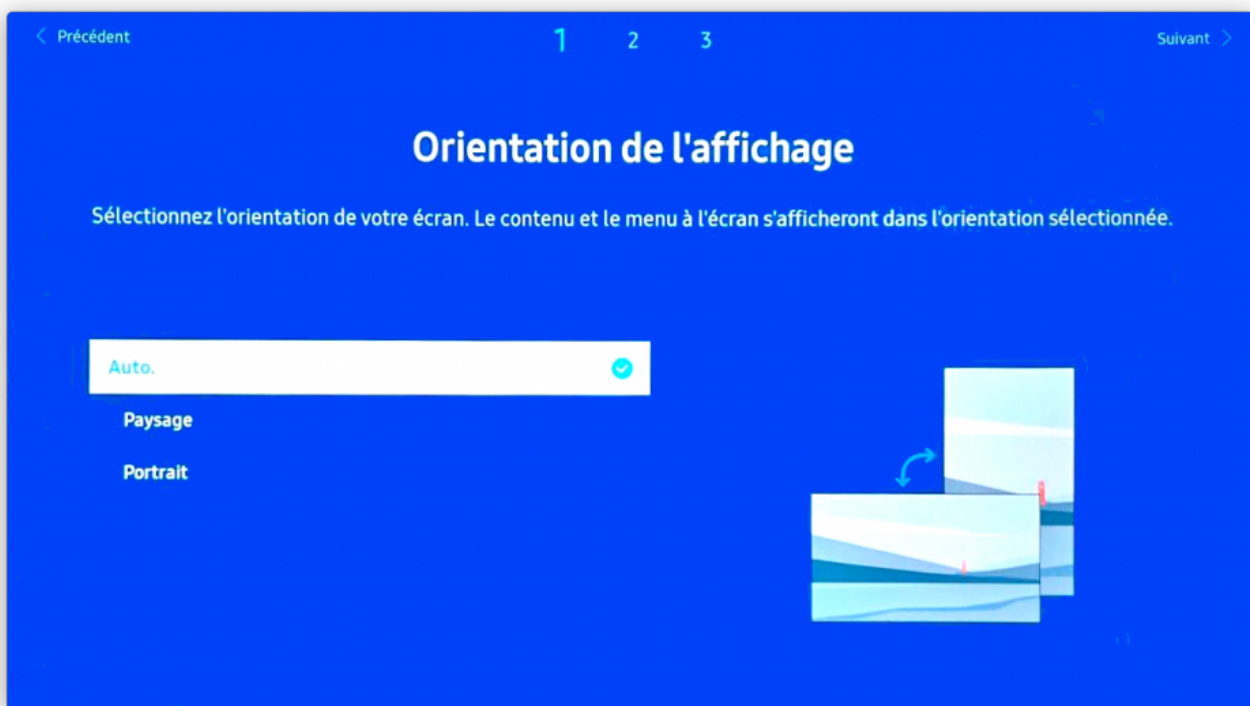 Précédent
1 2 3
Suivant
Orientation de l'affichage
Sélectionnez l'orientation de votre écran. Le contenu et le menu à l'écran s'afficheront dans l'orientation sélectionnée.
Auto.
Paysage
Portrait